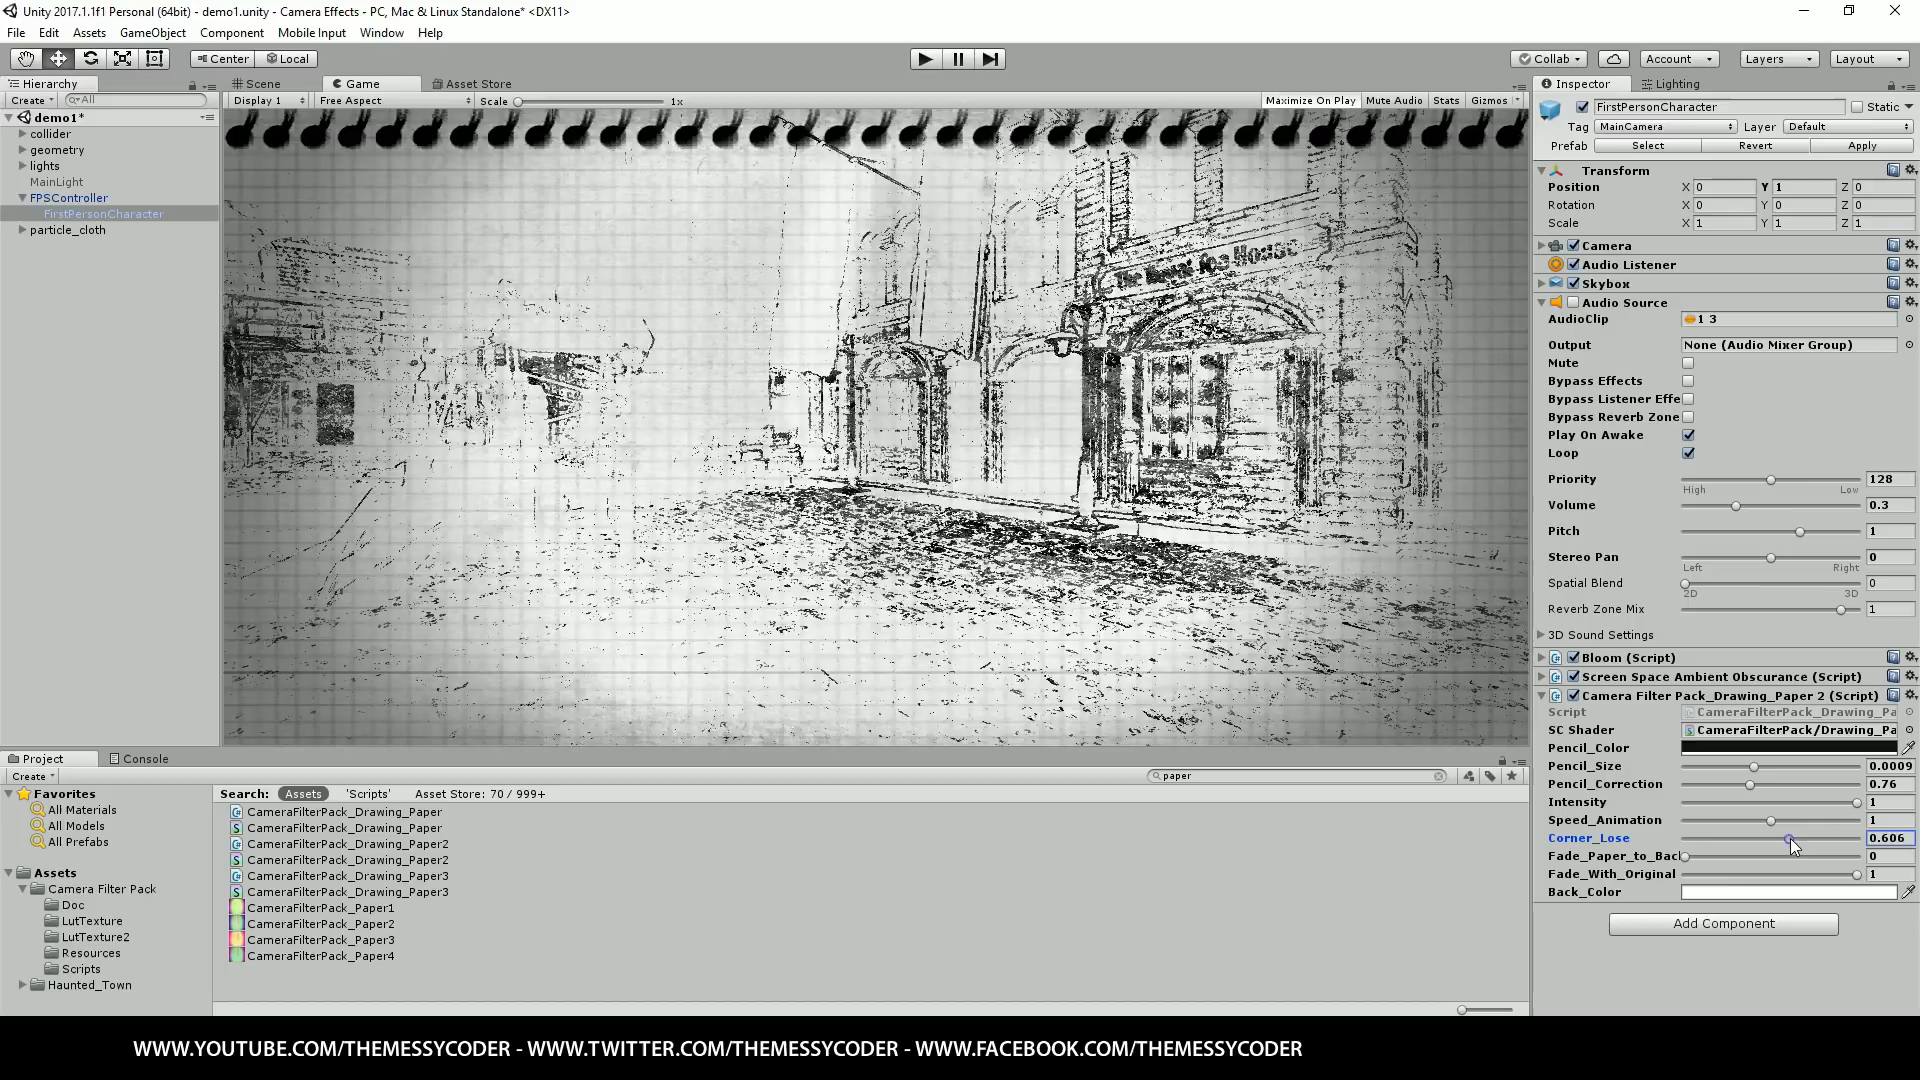 Unity 2017.1.1f1 Personal (64bit) - demo1.unity - Camera Effects - PC, Mac & Linux Standalone* <DX11>
File Edit Assets GameObject Component Mobile Input Window Help
Center Local
Collab Account Layers Layout
Hierarchy
Create All
demo1*
collider
geometry
lights
MainLight
FPSController
FirstPersonCharacter
particle_cloth
Scene Game Asset Store
Display 1 Free Aspect Scale 1x Maximize On Play Mute Audio Stats Gizmos
Inspector Lighting
FirstPersonCharacter Static
Tag MainCamera Layer Default
Prefab Select Revert Apply
Transform
Position X 0 Y 1 Z 0
Rotation X 0 Y 0 Z 0
Scale X 1 Y 1 Z 1
Camera
Audio Listener
Skybox
Audio Source
AudioClip 1 3
Output None (Audio Mixer Group)
Mute
Bypass Effects
Bypass Listener Effe
Bypass Reverb Zone
Play On Awake
Loop
Priority 128
High Low
Volume 0.3
Pitch 1
Stereo Pan 0
Left Right
Spatial Blend 0
2D 3D
Reverb Zone Mix 1
3D Sound Settings
Bloom (Script)
Screen Space Ambient Obscurance (Script)
Camera Filter Pack_Drawing_Paper 2 (Script)
Script CameraFilterPack_Drawing_Pa
SC Shader CameraFilterPack/Drawing_Pa
Pencil_Color
Pencil_Size 0.0009
Pencil_Correction 0.76
Intensity 1
Speed_Animation 1
Corner_Lose 0.606
Fade_Paper_to_Bacl 0
Fade_With_Original 1
Back_Color
Add Component
Project Console
Create paper
Favorites
All Materials
All Models
All Prefabs
Assets
Camera Filter Pack
Doc
LutTexture
LutTexture2
Resources
Scripts
Haunted_Town
Search: Assets 'Scripts' Asset Store: 70 / 999+
CameraFilterPack_Drawing_Paper
CameraFilterPack_Drawing_Paper
CameraFilterPack_Drawing_Paper2
CameraFilterPack_Drawing_Paper2
CameraFilterPack_Drawing_Paper3
CameraFilterPack_Drawing_Paper3
CameraFilterPack_Paper1
CameraFilterPack_Paper2
CameraFilterPack_Paper3
CameraFilterPack_Paper4
WWW.YOUTUBE.COM/THEMESSYCODER - WWW.TWITTER.COM/THEMESSYCODER - WWW.FACEBOOK.COM/THEMESSYCODER